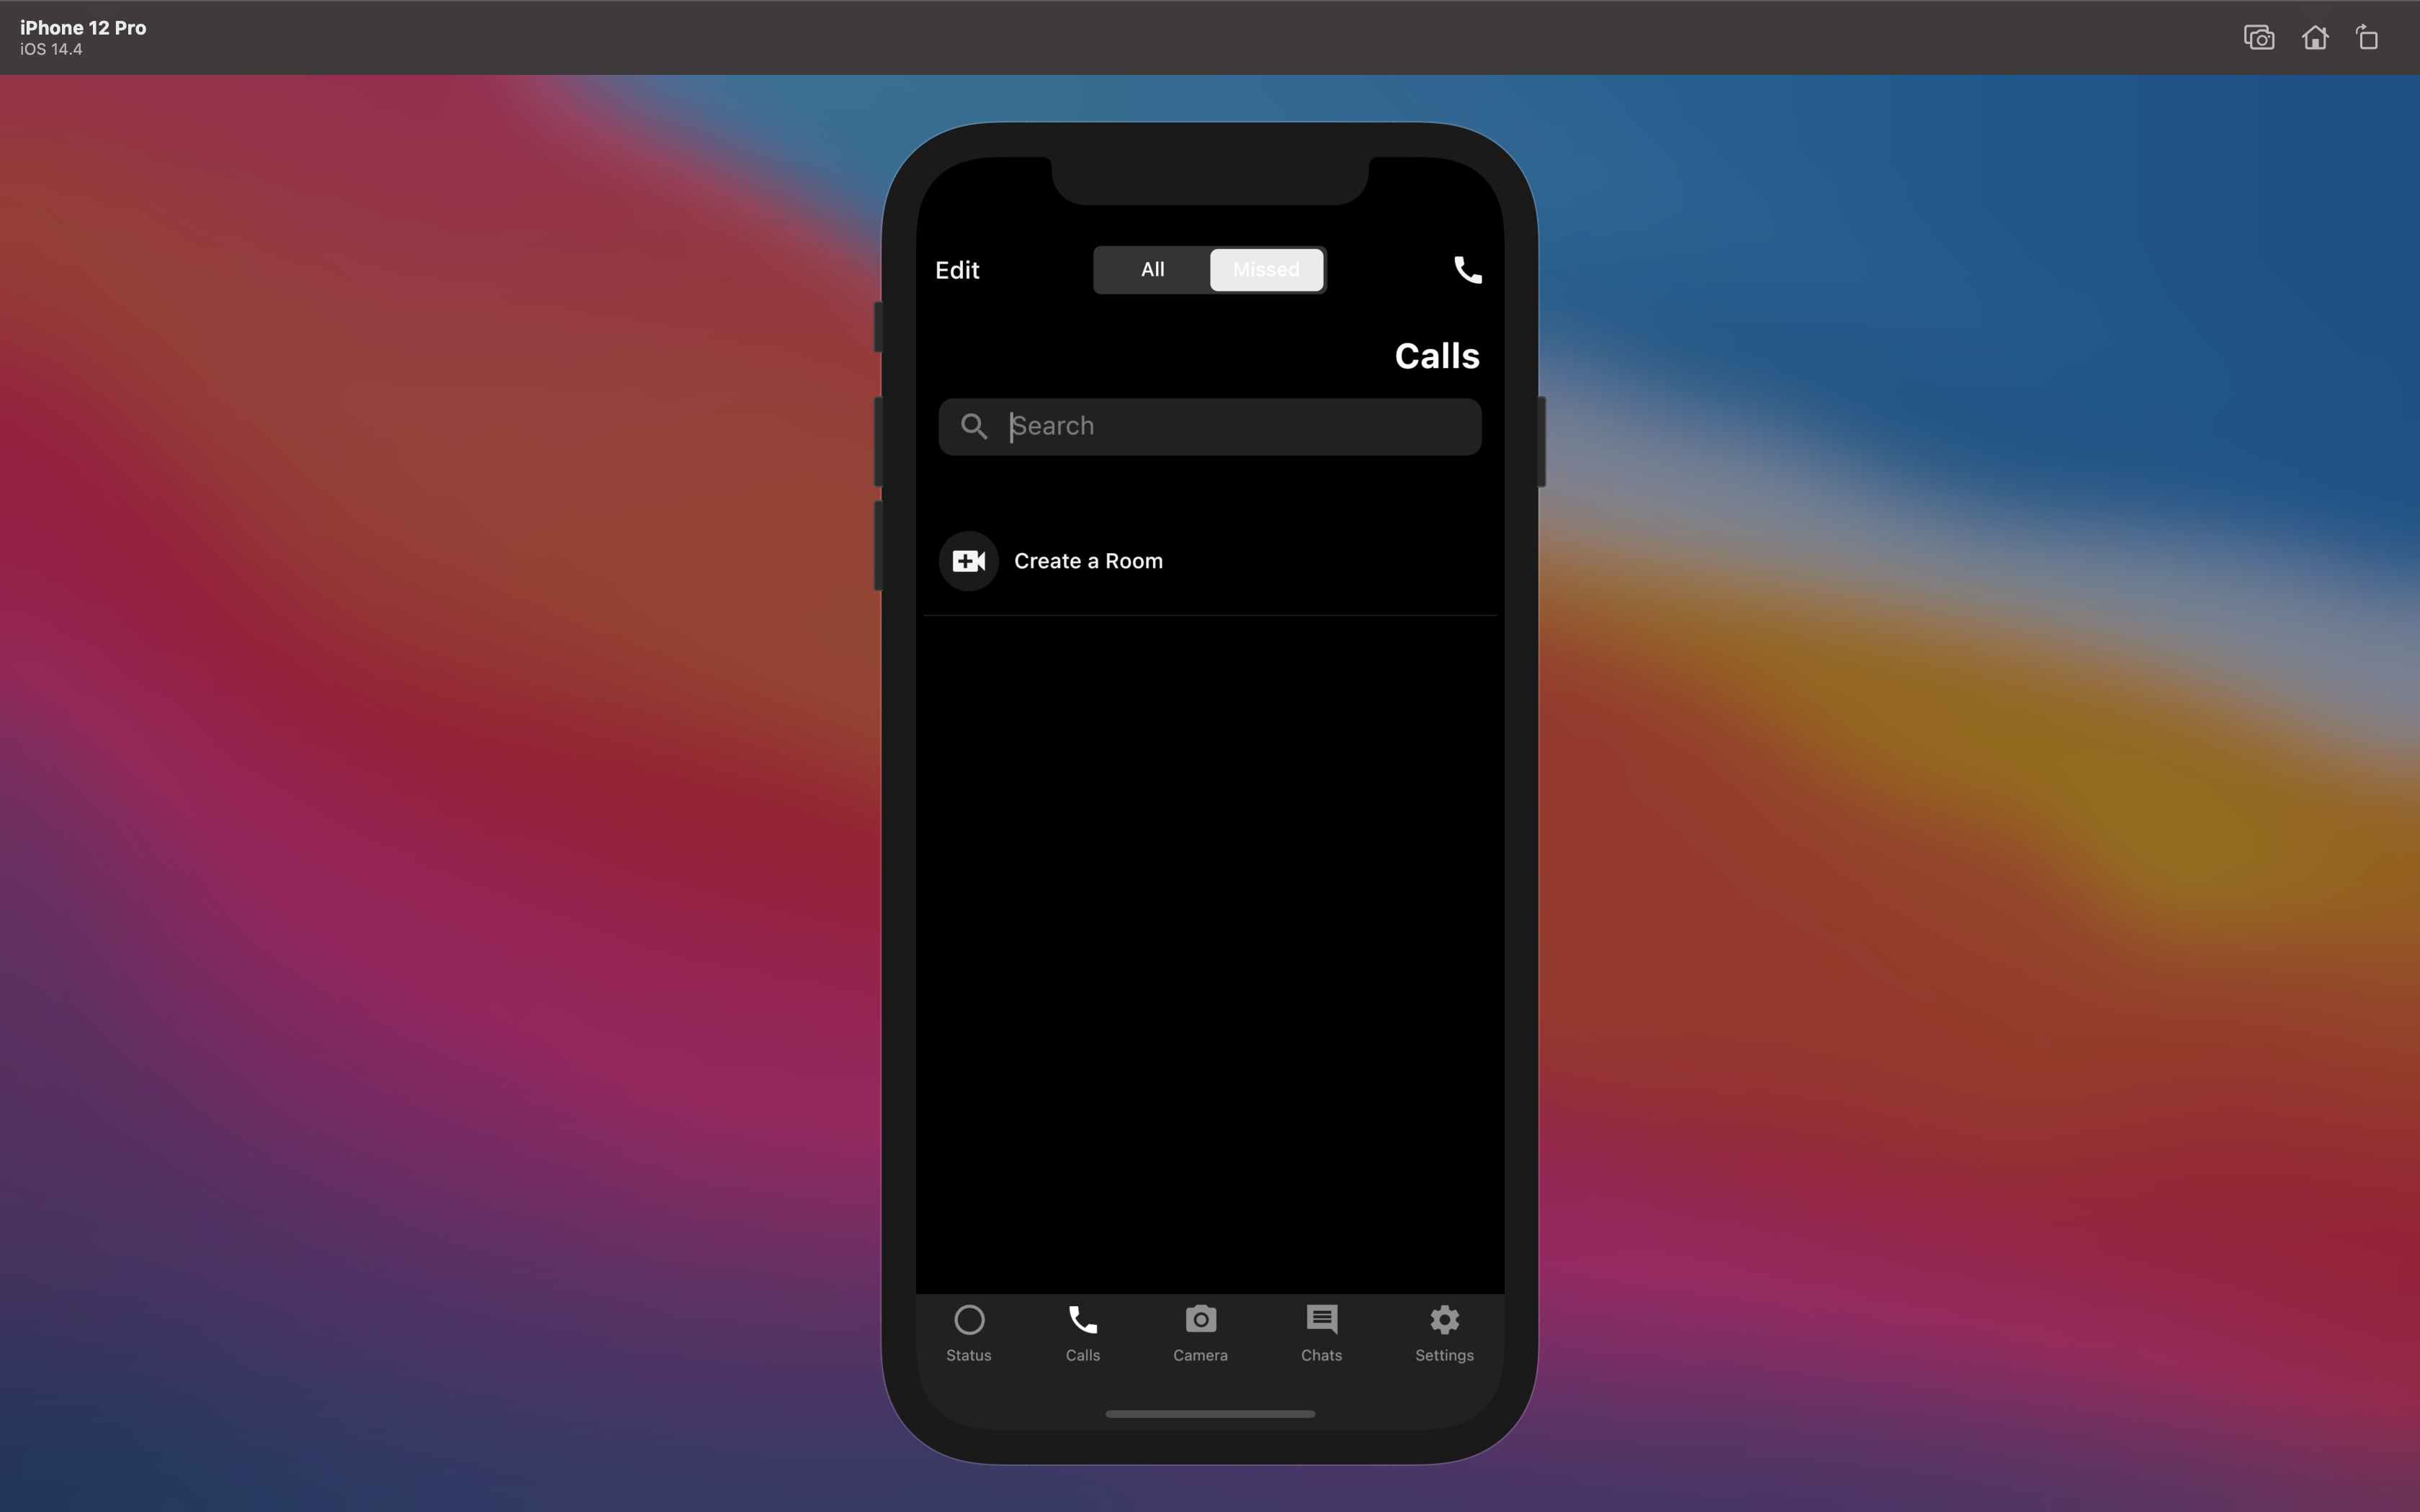 iPhone 12 Pro
iOS 14.4
Edit
All
Missed
Calls
Search
Create a Room
Status
Calls
Camera
Chats
Settings